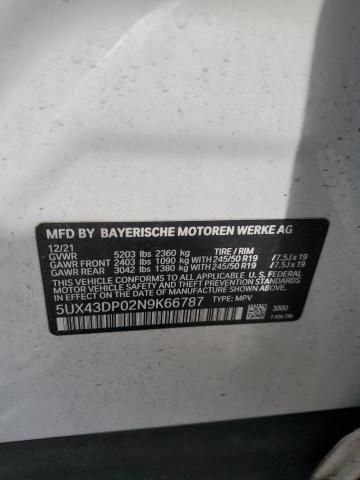 MFD BY BAYERISCHE MOTOREN WERKE AG
12/21 TIRE / RIM
GVWR 5203 lbs 2360 kg
GAWR FRONT 2403 lbs 1090 kg WITH 245/50 R19 /7.5J x 19
GAWR REAR 3042 lbs 1380 kg WITH 245/50 R19 /7.5J x 19
THIS VEHICLE CONFORMS TO ALL APPLICABLE U.S. FEDERAL
MOTOR VEHICLE SAFETY STANDARDS IN EFFECT ON THE DATE
OF MANUFACTURE SHOWN ABOVE.
5UX43DP02N9K66787 TYPE: MPV 300U